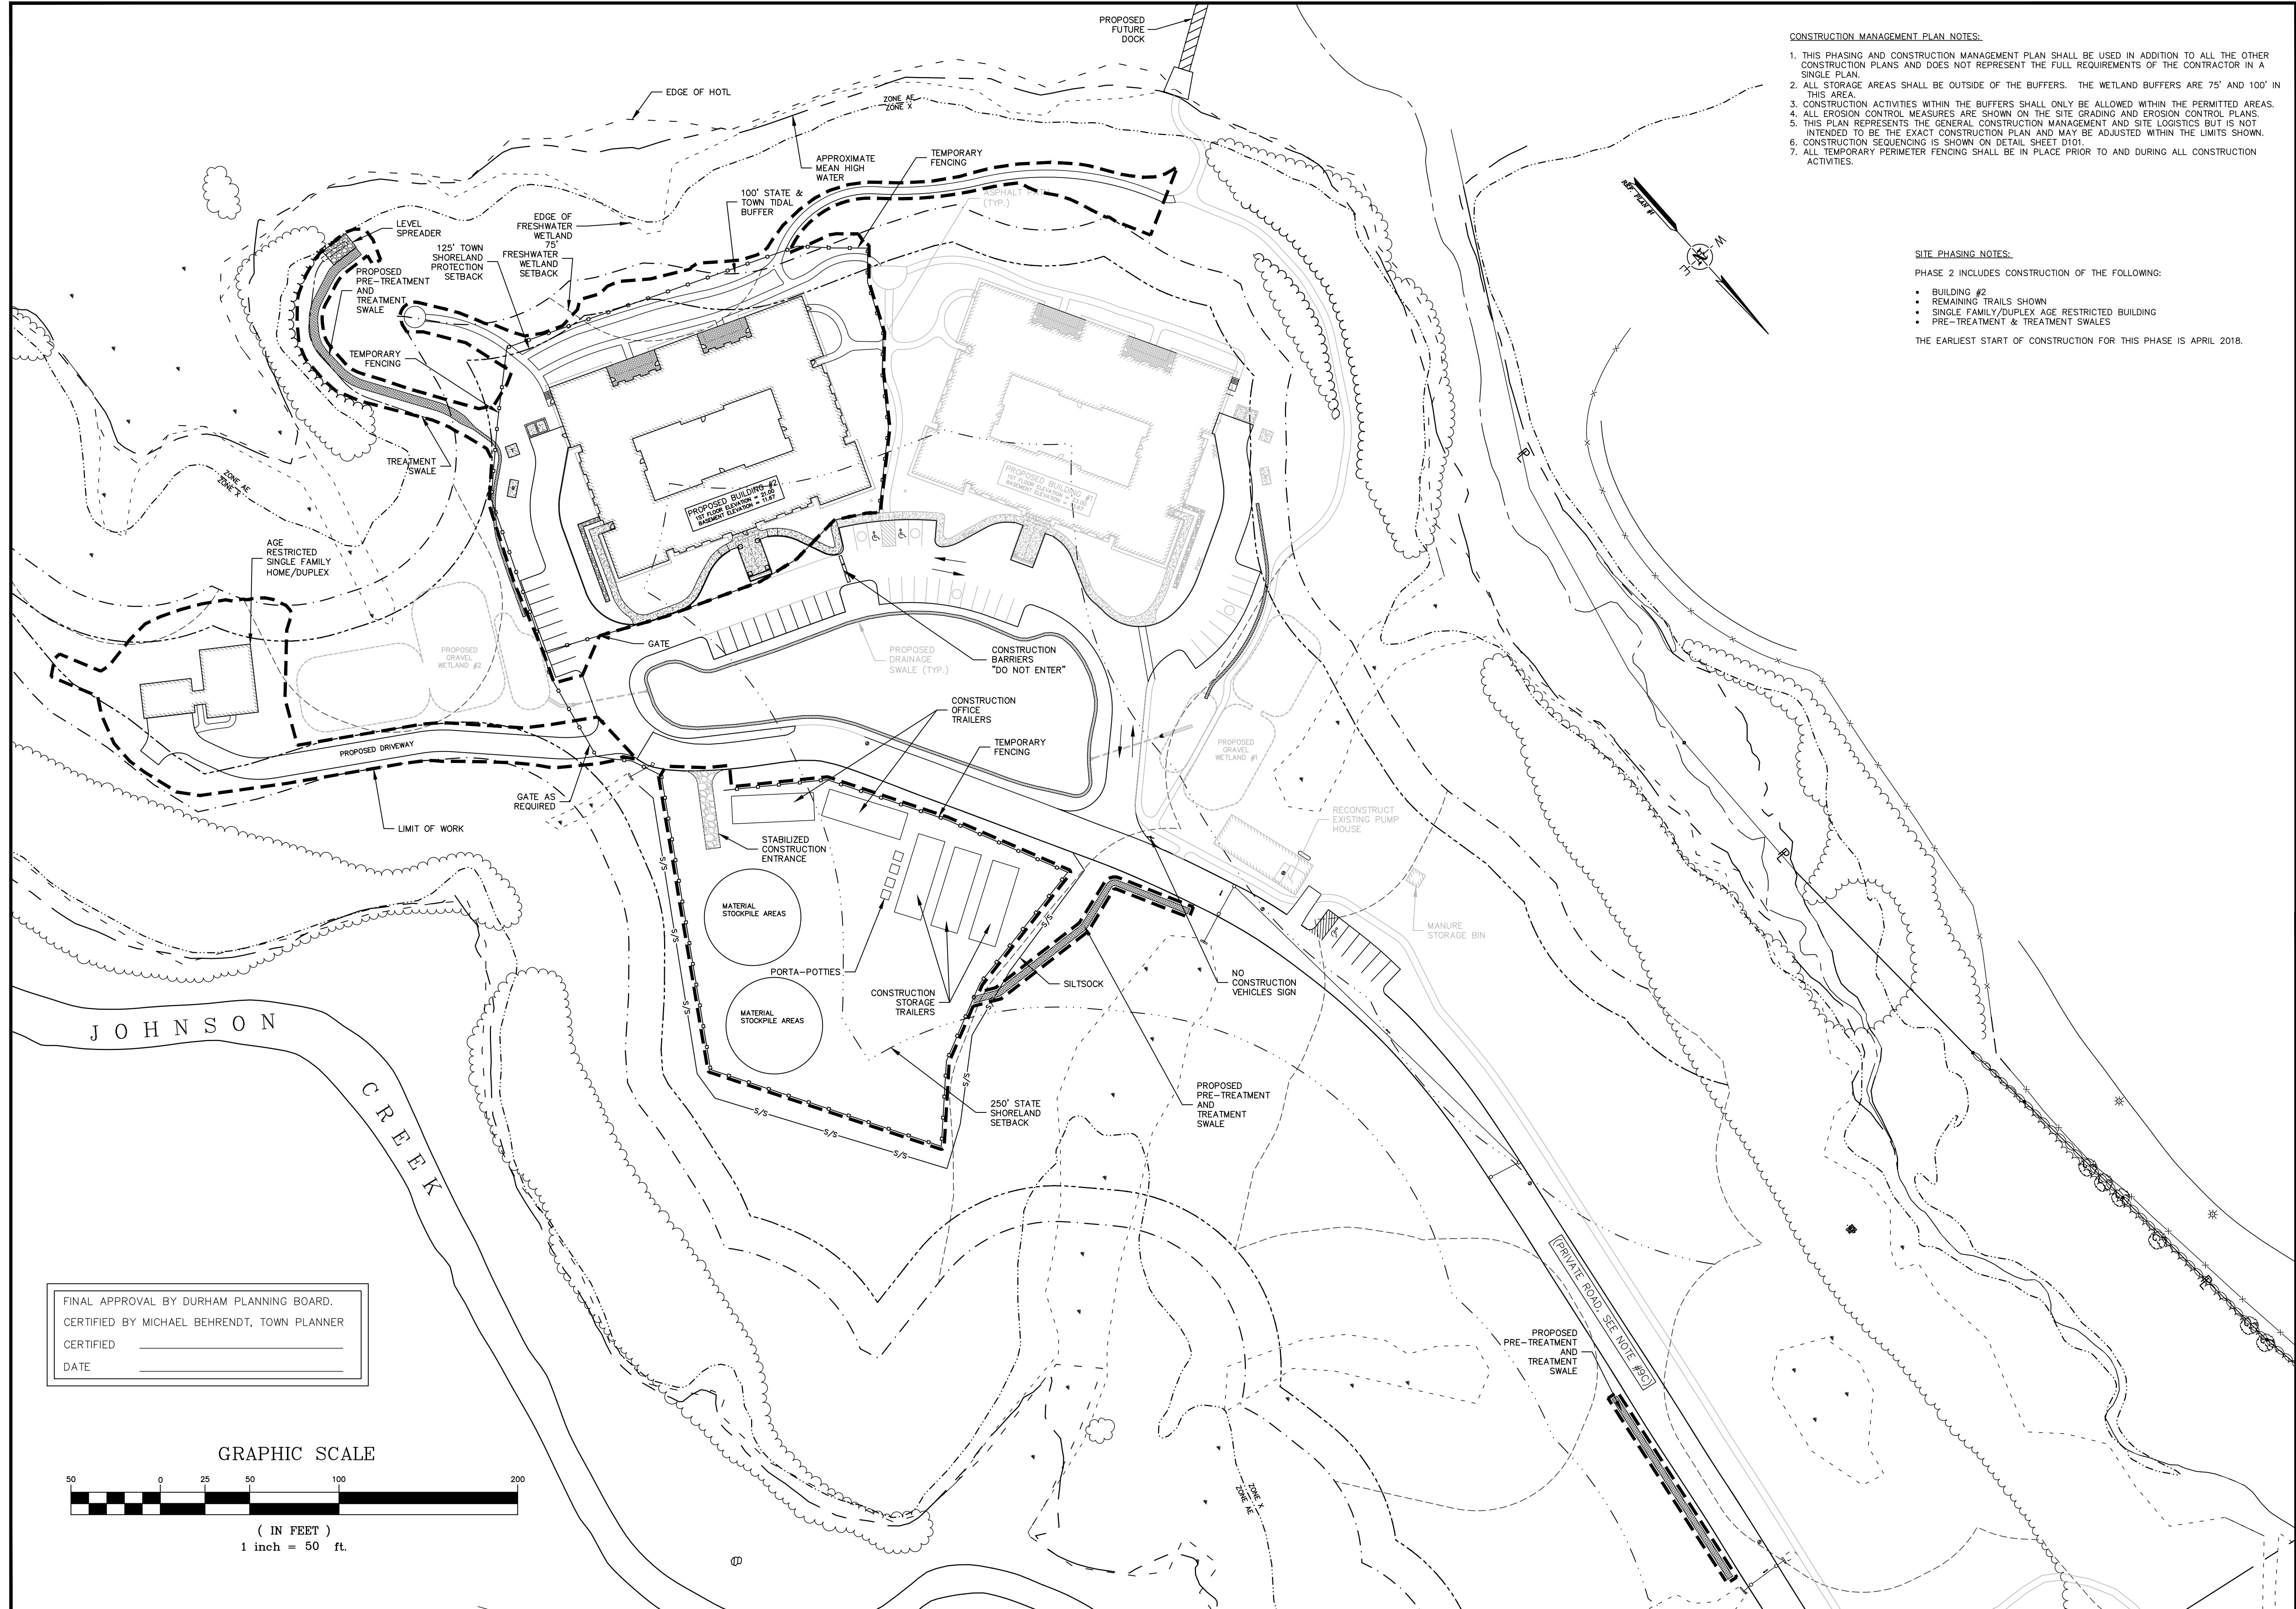 PROPOSED
FUTURE
DOCK
CONSTRUCTION MANAGEMENT PLAN NOTES:
1. THIS PHASING AND CONSTRUCTION MANAGEMENT PLAN SHALL BE USED IN ADDITION TO ALL THE OTHER
CONSTRUCTION PLANS AND DOES NOT REPRESENT THE FULL REQUIREMENTS OF THE CONTRACTOR IN A
SINGLE PLAN.
2. ALL STORAGE AREAS SHALL BE OUTSIDE OF THE BUFFERS. THE WETLAND BUFFERS ARE 75' AND 100' IN
THIS AREA.
3. CONSTRUCTION ACTIVITIES WITHIN THE BUFFERS SHALL ONLY BE ALLOWED WITHIN THE PERMITTED AREAS.
4. ALL EROSION CONTROL MEASURES ARE SHOWN ON THE SITE GRADING AND EROSION CONTROL PLANS.
5. THIS PLAN REPRESENTS THE GENERAL CONSTRUCTION MANAGEMENT AND SITE LOGISTICS BUT IS NOT
INTENDED TO BE THE EXACT CONSTRUCTION PLAN AND MAY BE ADJUSTED WITHIN THE LIMITS SHOWN.
6. CONSTRUCTION SEQUENCING IS SHOWN ON DETAIL SHEET D101.
7. ALL TEMPORARY PERIMETER FENCING SHALL BE IN PLACE PRIOR TO AND DURING ALL CONSTRUCTION
ACTIVITIES.
REF. PLAN #1
W
N
E
SITE PHASING NOTES:
PHASE 2 INCLUDES CONSTRUCTION OF THE FOLLOWING:
• BUILDING #2
• REMAINING TRAILS SHOWN
• SINGLE FAMILY/DUPLEX AGE RESTRICTED BUILDING
• PRE-TREATMENT & TREATMENT SWALES
THE EARLIEST START OF CONSTRUCTION FOR THIS PHASE IS APRIL 2018.
EDGE OF HOTL
ZONE AE
ZONE X
APPROXIMATE
MEAN HIGH
WATER
TEMPORARY
FENCING
ASPHALT PATH
(TYP.)
100' STATE &
TOWN TIDAL
BUFFER
EDGE OF
FRESHWATER
WETLAND
75'
FRESHWATER
WETLAND
SETBACK
LEVEL
SPREADER
125' TOWN
SHORELAND
PROTECTION
SETBACK
PROPOSED
PRE-TREATMENT
AND
TREATMENT
SWALE
TEMPORARY
FENCING
TREATMENT
SWALE
ZONE AE
ZONE X
PROPOSED BUILDING #2
1ST FLOOR ELEVATION = 21.00
BASEMENT ELEVATION = 11.67
PROPOSED BUILDING #1
AGE
RESTRICTED
SINGLE FAMILY
HOME/DUPLEX
PROPOSED
GRAVEL
WETLAND #2
GATE
PROPOSED
DRAINAGE
SWALE (TYP.)
CONSTRUCTION
BARRIERS
"DO NOT ENTER"
CONSTRUCTION
OFFICE
TRAILERS
TEMPORARY
FENCING
PROPOSED DRIVEWAY
PROPOSED
GRAVEL
WETLAND #1
GATE AS
REQUIRED
LIMIT OF WORK
STABILIZED
CONSTRUCTION
ENTRANCE
RECONSTRUCT
EXISTING PUMP
HOUSE
MATERIAL
STOCKPILE AREAS
MANURE
STORAGE BIN
PORTA-POTTIES
CONSTRUCTION
STORAGE
TRAILERS
SILTSOCK
NO
CONSTRUCTION
VEHICLES SIGN
MATERIAL
STOCKPILE AREAS
S/S
S/S
S/S
S/S
S/S
S/S
S/S
S/S
PL
PL
PL
250' STATE
SHORELAND
SETBACK
PROPOSED
PRE-TREATMENT
AND
TREATMENT
SWALE
JOHNSON
CREEK
(PRIVATE ROAD, SEE NOTE #9C)
PROPOSED
PRE-TREATMENT
AND
TREATMENT
SWALE
ZONE X
ZONE AE
FINAL APPROVAL BY DURHAM PLANNING BOARD.
CERTIFIED BY MICHAEL BEHRENDT, TOWN PLANNER
CERTIFIED
DATE
GRAPHIC SCALE
50 0 25 50 100 200
( IN FEET )
1 inch = 50 ft.